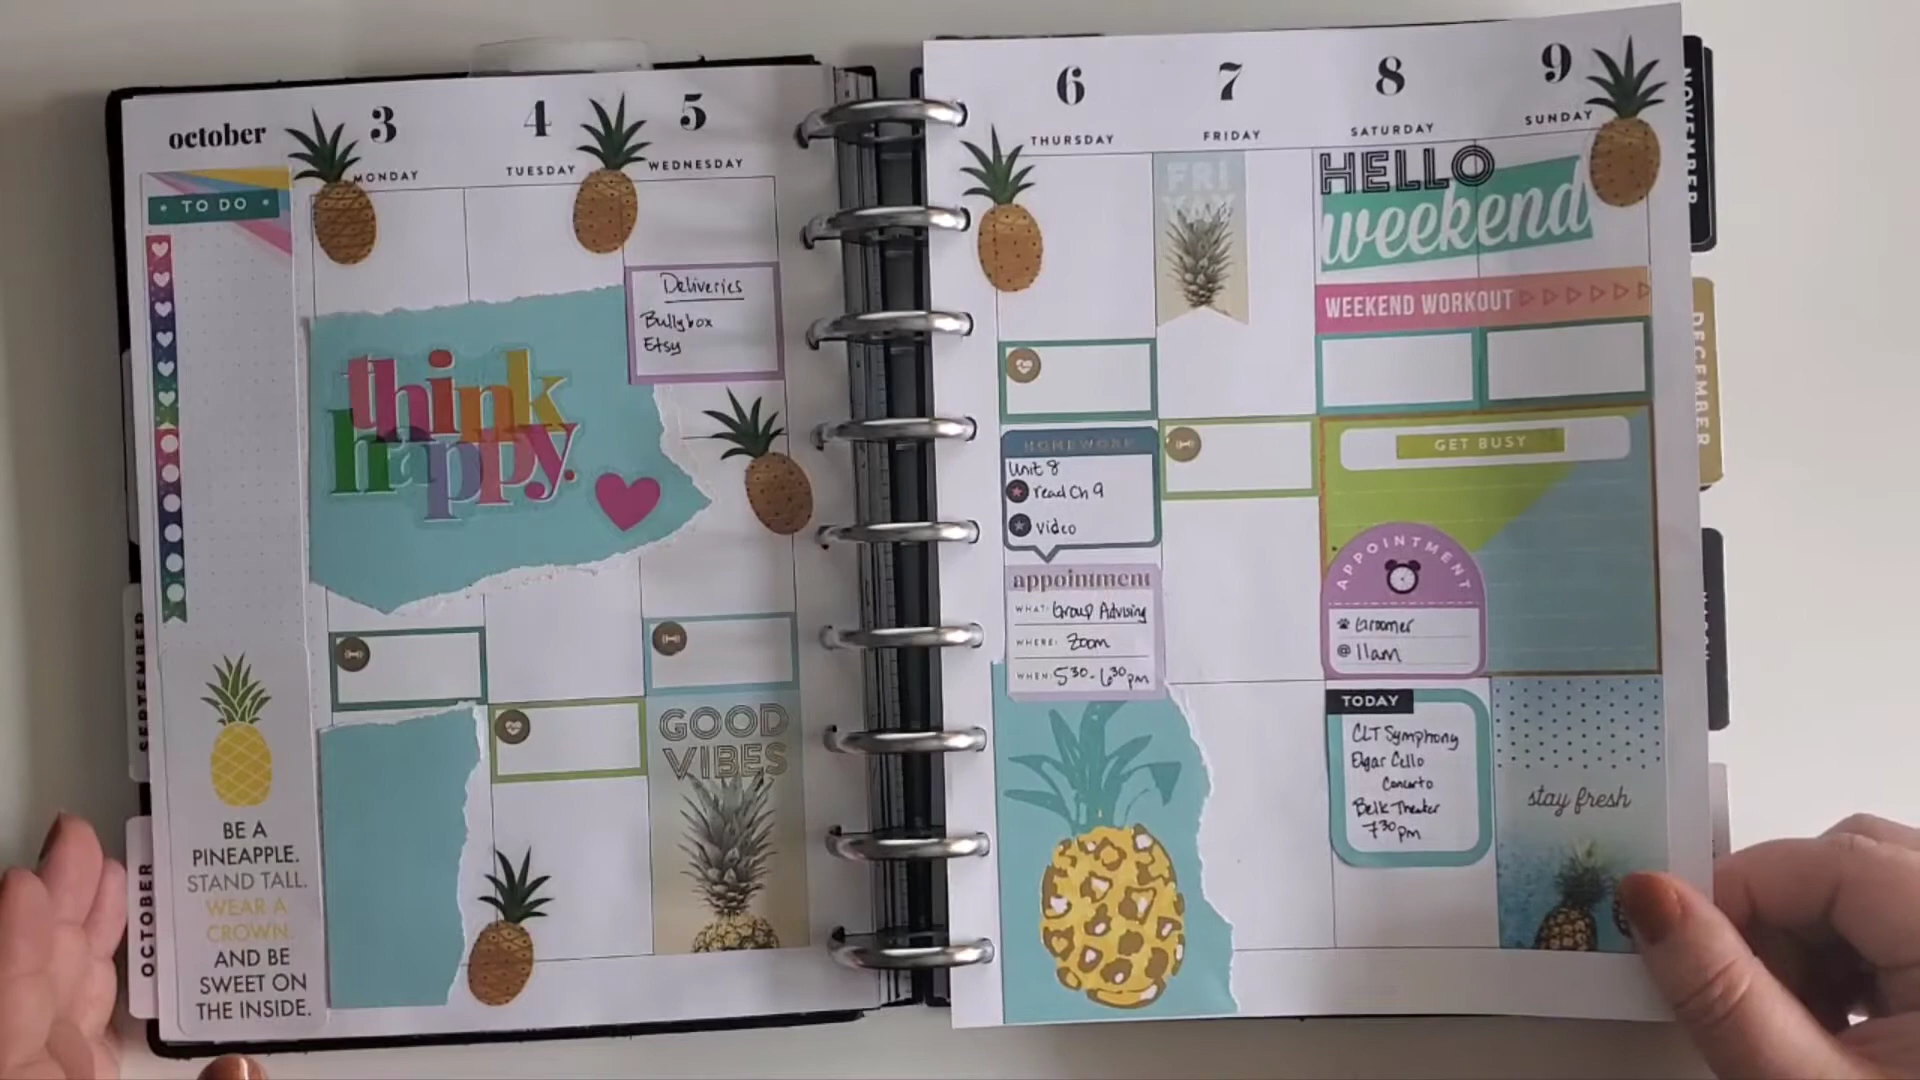 october
TO DO
BE A
PINEAPPLE.
STAND TALL.
WEAR A
CROWN.
AND BE
SWEET ON
THE INSIDE.
3
MONDAY
4
TUESDAY
5
WEDNESDAY
think
happy.
Deliveries
Bullybox
Etsy
GOOD
VIBES
6
THURSDAY
HOMEWORK
Unit 8
read Ch 9
video
appointment
WHAT: Group Advising
WHERE: Zoom
WHEN: 530-630pm
7
FRIDAY
FRI
YAY
8
SATURDAY
9
SUNDAY
HELLO
weekend
WEEKEND WORKOUT
GET BUSY
APPOINTMENT
Groomer
@ 11am
TODAY
CLT Symphony
Elgar Cello
Concerto
Belk Theater
730pm
stay fresh
SEPTEMBER
OCTOBER
NOVEMBER
DECEMBER